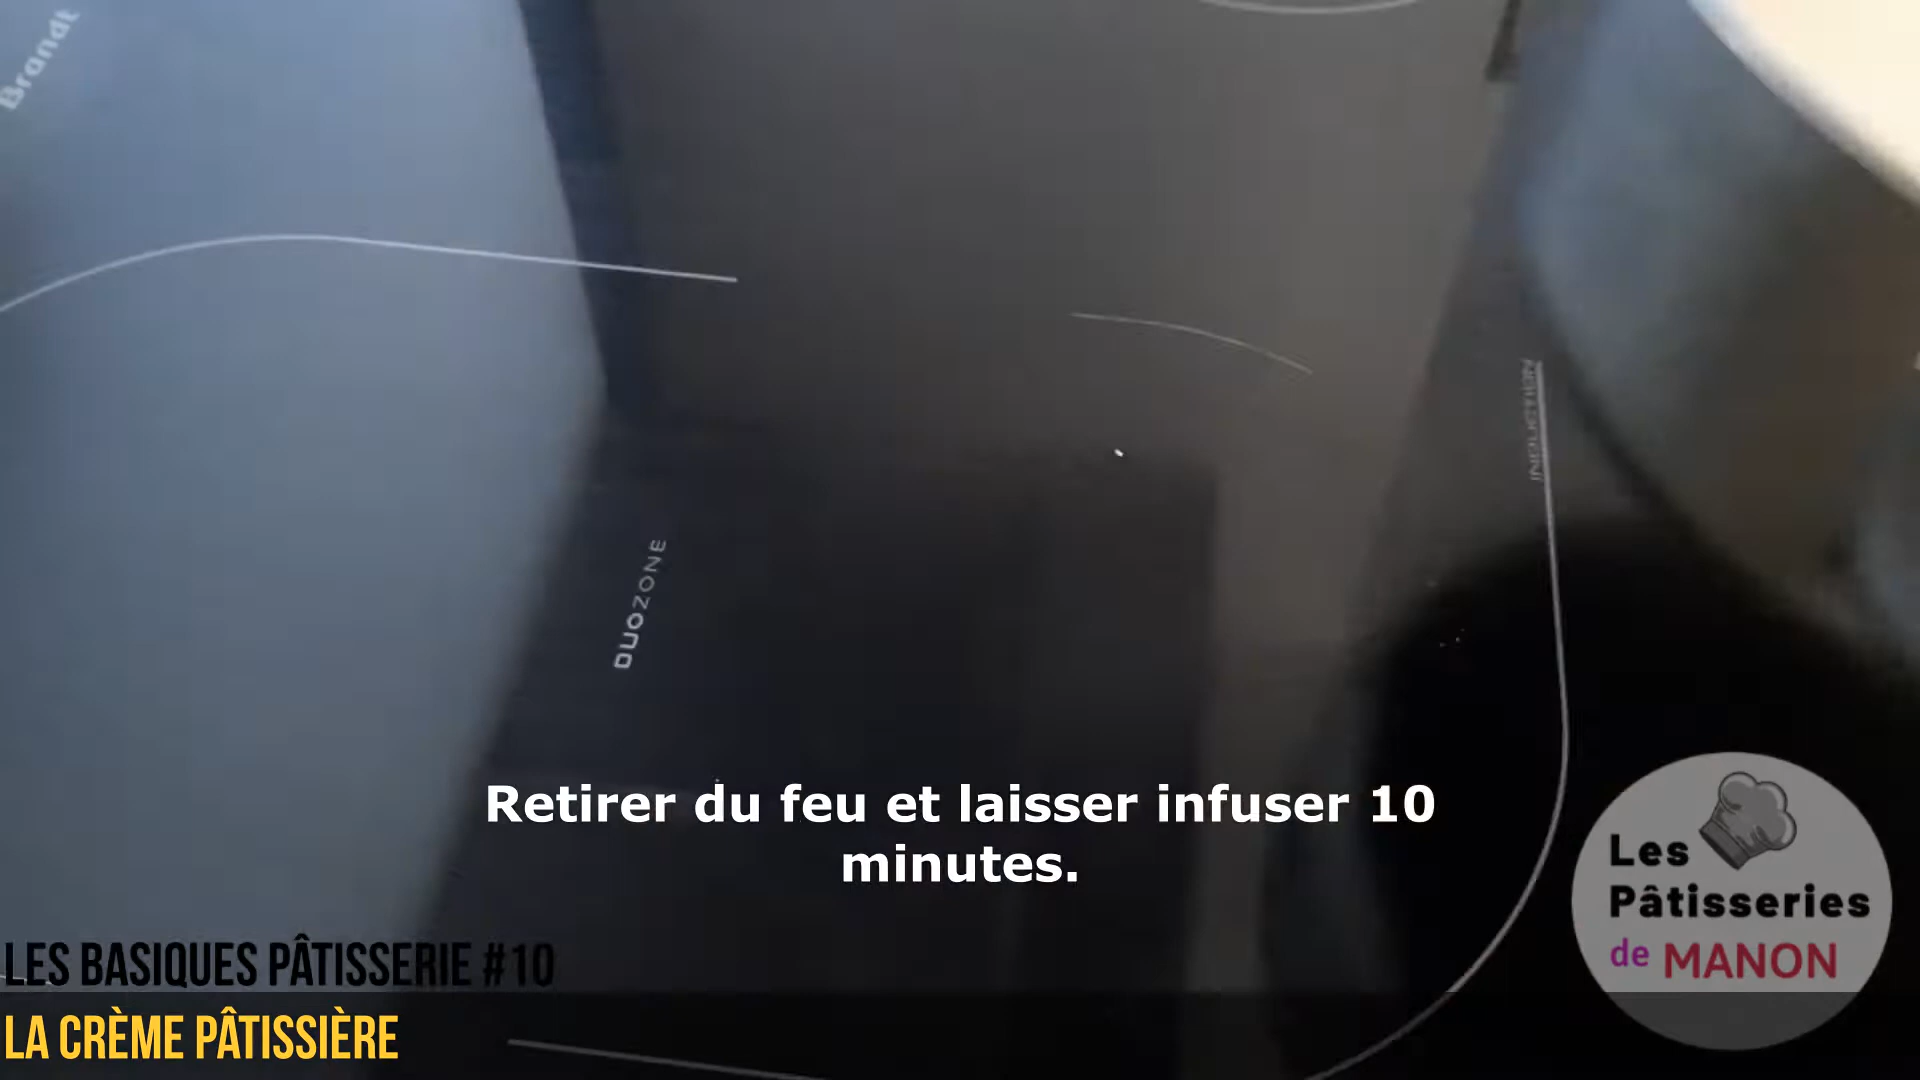 Brandt
DUOZONE
Retirer du feu et laisser infuser 10
minutes.
Les
Pâtisseries
de MANON
LES BASIQUES PÂTISSERIE #10
LA CRÈME PÂTISSIÈRE